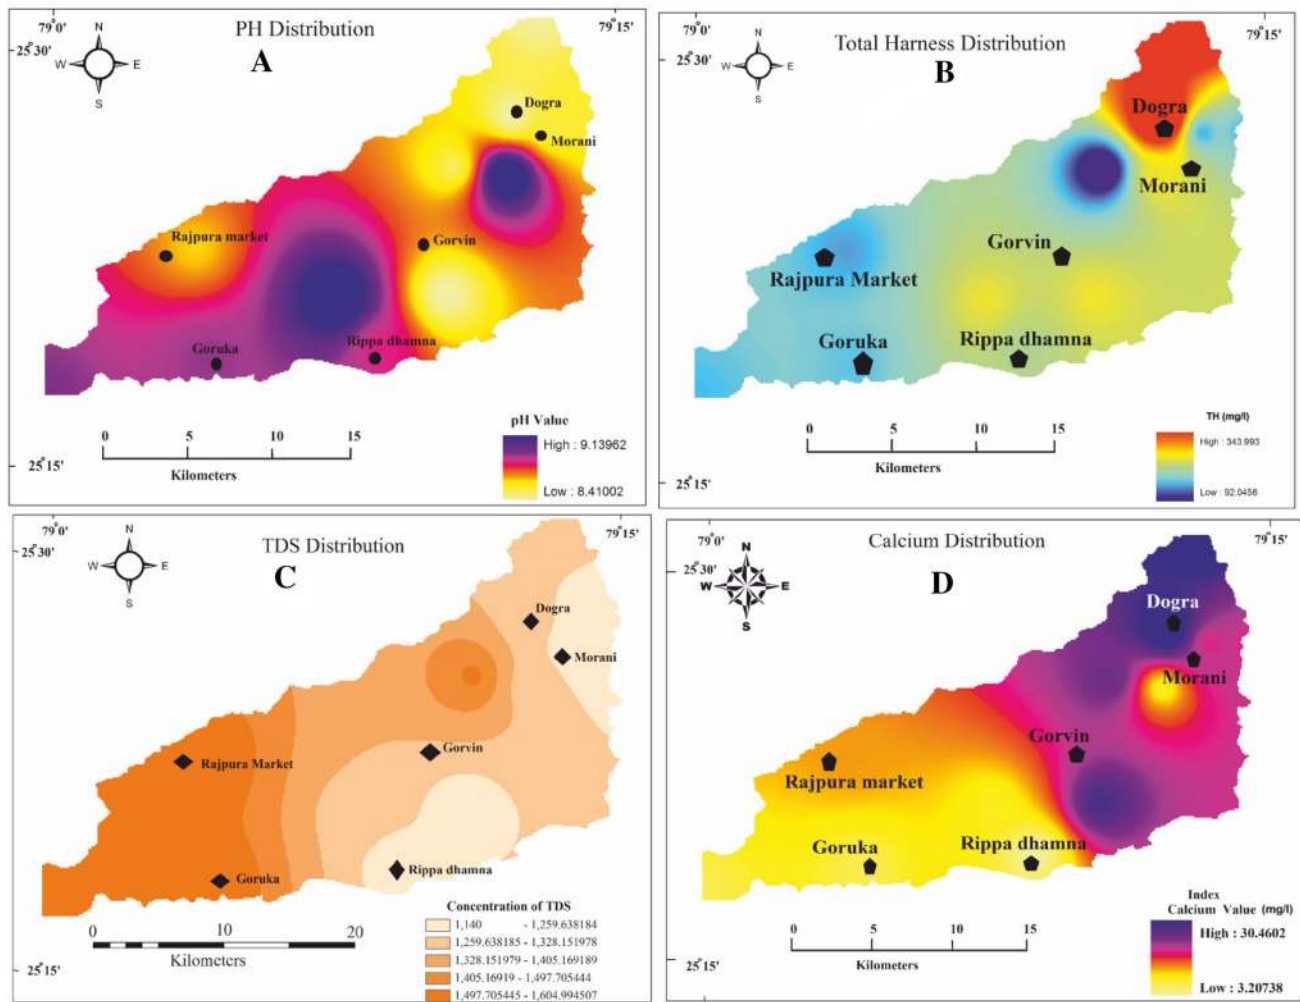 79°0'
79°15'
25°30'
PH Distribution
A
N
W E
S
Dogra
Morani
Rajpura market
Gorvin
Goruka
Rippa dhamna
0 5 10 15
Kilometers
pH Value
High : 9.13962
Low : 8.41002
25°15'
79°0'
79°15'
25°30'
Total Harness Distribution
B
N
W E
S
Dogra
Morani
Gorvin
Rajpura Market
Goruka
Rippa dhamna
0 5 10 15
Kilometers
TH (mg/l)
High : 343.993
Low : 92.0456
25°15'
79°0'
79°15'
25°30'
TDS Distribution
C
N
W E
S
Dogra
Morani
Gorvin
Rajpura Market
Goruka
Rippa dhamna
0 10 20
Kilometers
Concentration of TDS
1,140 - 1,259.638184
1,259.638185 - 1,328.151978
1,328.151979 - 1,405.169189
1,405.16919 - 1,497.705444
1,497.705445 - 1,604.994507
25°15'
79°0'
79°15'
25°30'
Calcium Distribution
D
N
W E
S
Dogra
Morani
Gorvin
Rajpura market
Goruka
Rippa dhamna
0 5 10 15
Kilometers
Index
Calcium Value (mg/l)
High : 30.4602
Low : 3.20738
25°15'